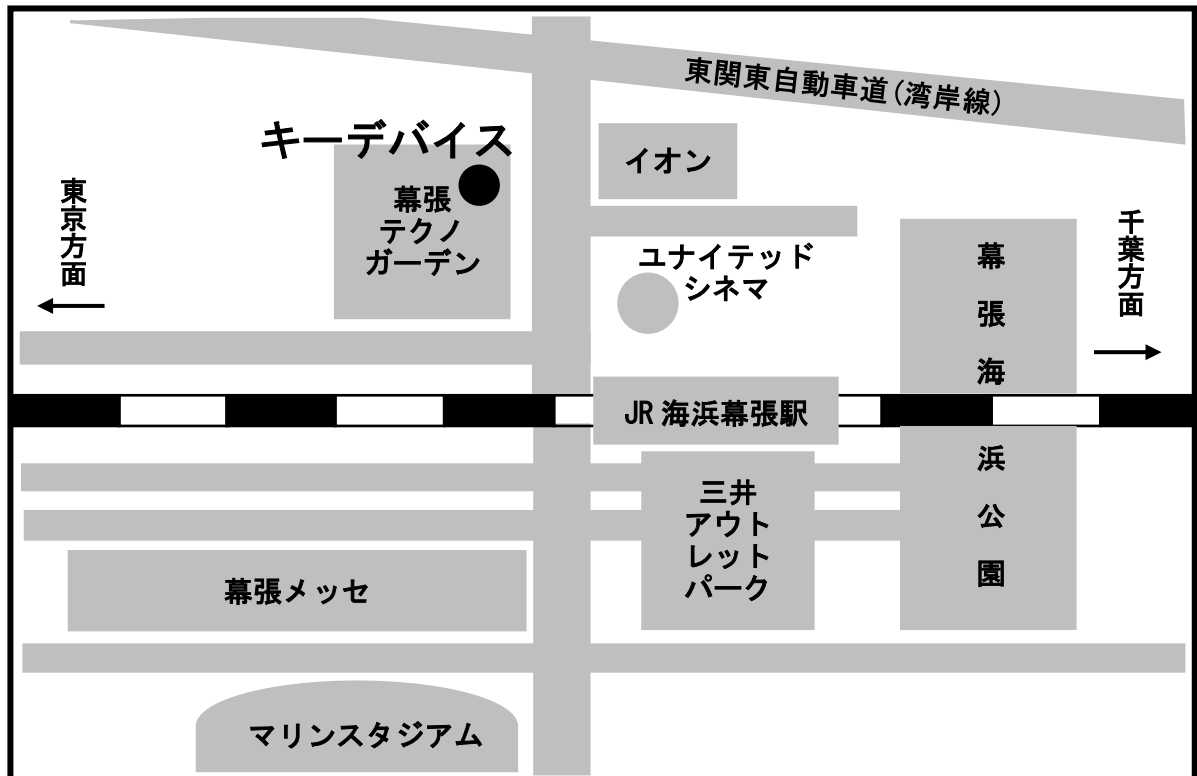 東関東自動車道(湾岸線)
キーデバイス
イオン
幕張
テクノ
ガーデン
東京方面
千葉方面
ユナイテッド
シネマ
幕張海浜公園
JR 海浜幕張駅
三井
アウト
レット
パーク
幕張メッセ
マリンスタジアム